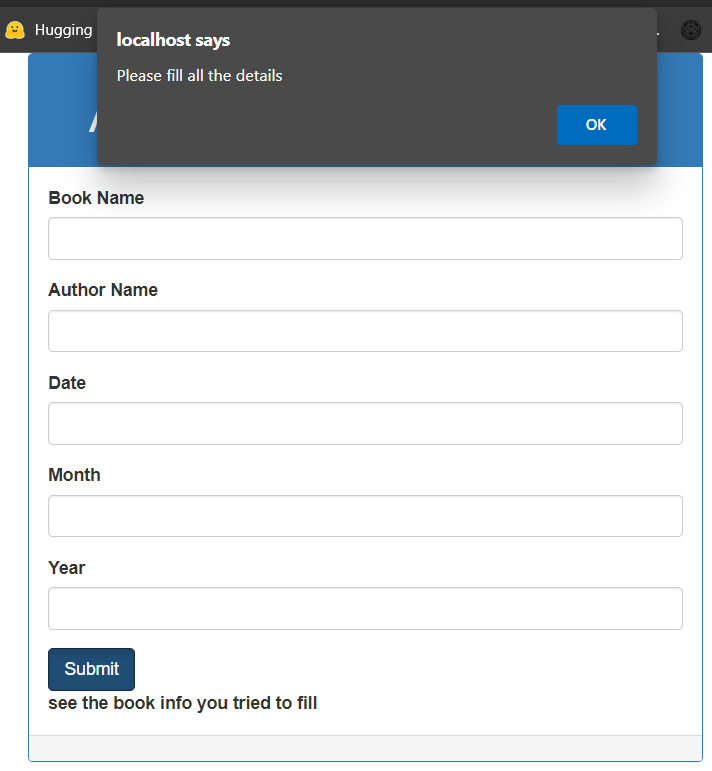 Hugging
localhost says
Please fill all the details
OK
Book Name
Author Name
Date
Month
Year
Submit
see the book info you tried to fill